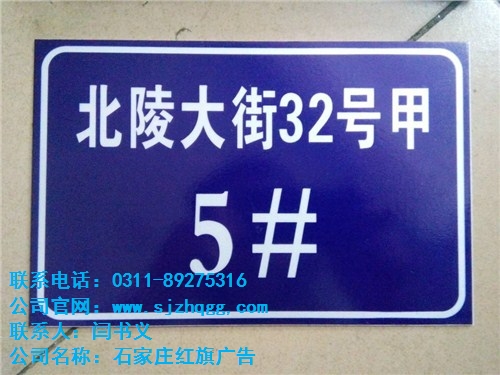 北陵大街32号甲
5#
联系电话：0311-89275316
公司官网：www.sjzhqgg.com
联系人：闫书义
公司名称：石家庄红旗广告